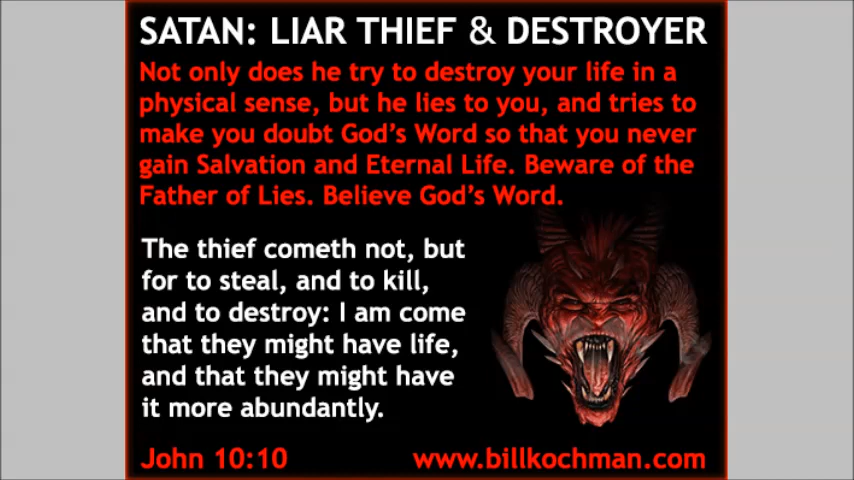 SATAN: LIAR THIEF & DESTROYER
Not only does he try to destroy your life in a
physical sense, but he lies to you, and tries to
make you doubt God's Word so that you never
gain Salvation and Eternal Life. Beware of the
Father of Lies. Believe God's Word.
The thief cometh not, but
for to steal, and to kill,
and to destroy: I am come
that they might have life,
and that they might have
it more abundantly.
John 10:10
www.billkochman.com